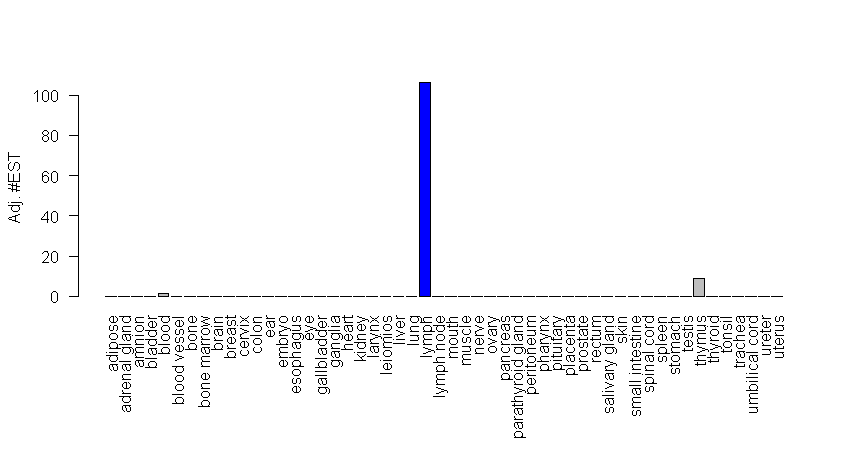 Adj. #EST
100
80
60
40
20
0
adipose
adrenal gland
amnion
bladder
blood
blood vessel
bone
bone marrow
brain
breast
cervix
colon
ear
embryo
esophagus
eye
gallbladder
ganglia
heart
kidney
larynx
leiomios
liver
lung
lymph
lymph node
mouth
muscle
nerve
ovary
pancreas
parathyroid gland
peritoneum
pharynx
pituitary
placenta
prostate
rectum
salivary gland
skin
small intestine
spinal cord
spleen
stomach
testis
thymus
thyroid
tonsil
trachea
umbilical cord
ureter
uterus